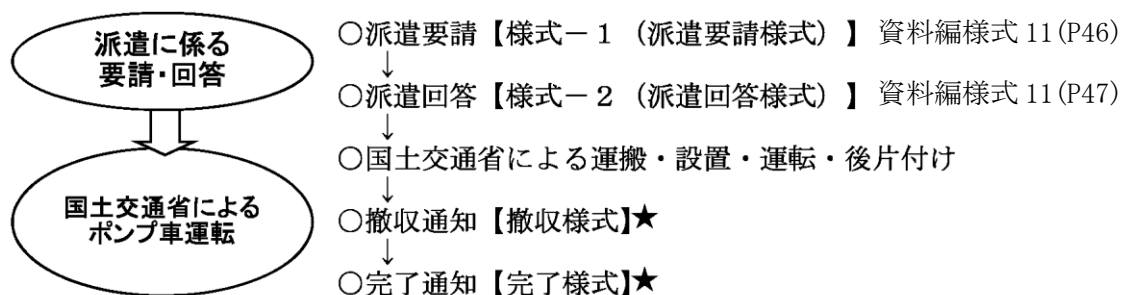 派遣に係る
要請・回答
国土交通省による
ポンプ車運転
○派遣要請【様式－１（派遣要請様式）】 資料編様式 11(P46)
↓
○派遣回答【様式－２（派遣回答様式）】 資料編様式 11(P47)
↓
○国土交通省による運搬・設置・運転・後片付け
↓
○撤収通知【撤収様式】★
↓
○完了通知【完了様式】★